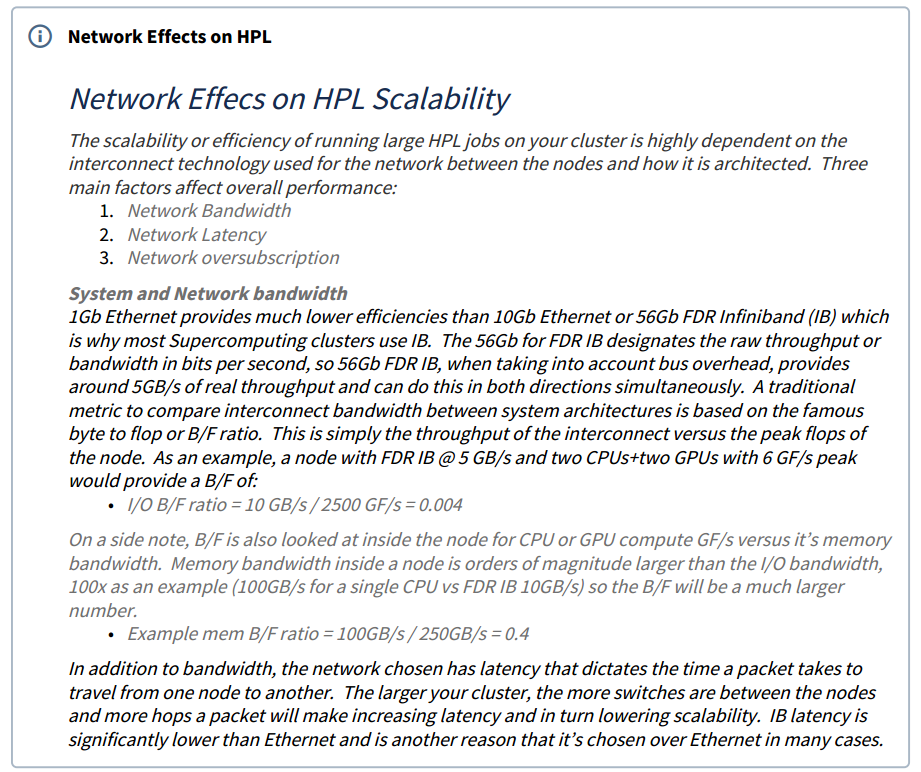 Network Effects on HPL
Network Effecs on HPL Scalability
The scalability or efficiency of running large HPL jobs on your cluster is highly dependent on the
interconnect technology used for the network between the nodes and how it is architected.  Three
main factors affect overall performance:
1. Network Bandwidth
2. Network Latency
3. Network oversubscription
System and Network bandwidth
1Gb Ethernet provides much lower efficiencies than 10Gb Ethernet or 56Gb FDR Infiniband (IB) which
is why most Supercomputing clusters use IB.  The 56Gb for FDR IB designates the raw throughput or
bandwidth in bits per second, so 56Gb FDR IB, when taking into account bus overhead, provides
around 5GB/s of real throughput and can do this in both directions simultaneously.  A traditional
metric to compare interconnect bandwidth between system architectures is based on the famous
byte to flop or B/F ratio.  This is simply the throughput of the interconnect versus the peak flops of
the node.  As an example, a node with FDR IB @ 5 GB/s and two CPUs+two GPUs with 6 GF/s peak
would provide a B/F of:
• I/O B/F ratio = 10 GB/s / 2500 GF/s = 0.004
On a side note, B/F is also looked at inside the node for CPU or GPU compute GF/s versus it's memory
bandwidth.  Memory bandwidth inside a node is orders of magnitude larger than the I/O bandwidth,
100x as an example (100GB/s for a single CPU vs FDR IB 10GB/s) so the B/F will be a much larger
number.
• Example mem B/F ratio = 100GB/s / 250GB/s = 0.4
In addition to bandwidth, the network chosen has latency that dictates the time a packet takes to
travel from one node to another.  The larger your cluster, the more switches are between the nodes
and more hops a packet will make increasing latency and in turn lowering scalability.  IB latency is
significantly lower than Ethernet and is another reason that it's chosen over Ethernet in many cases.